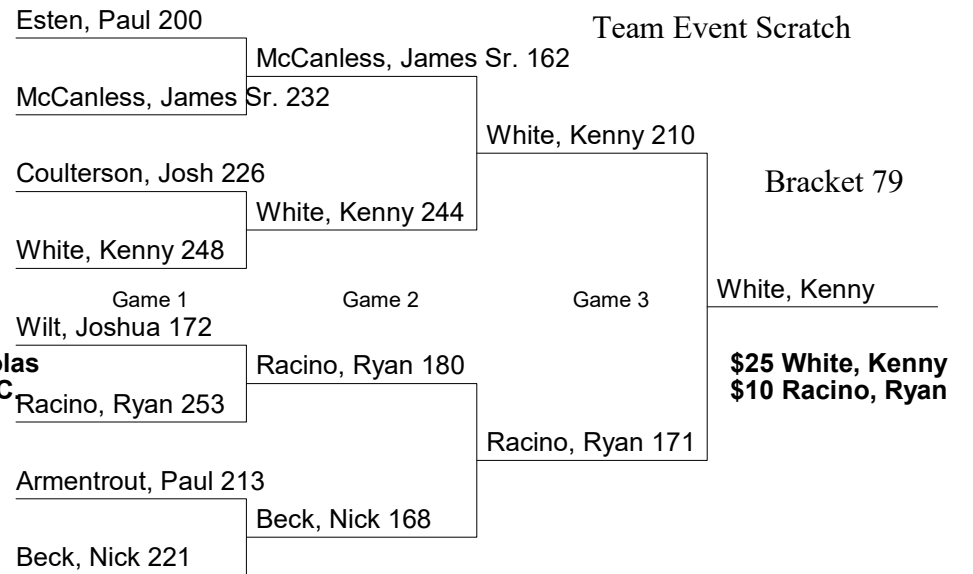 Esten, Paul 200
Team Event Scratch
McCanless, James Sr. 162
McCanless, James Sr. 232
White, Kenny 210
Coulterson, Josh 226
Bracket 79
White, Kenny 244
White, Kenny 248
Game 1
Game 2
Game 3
White, Kenny
Wilt, Joshua 172
Racino, Ryan 180
$25 White, Kenny
$10 Racino, Ryan
C.
Racino, Ryan 253
Racino, Ryan 171
Armentrout, Paul 213
Beck, Nick 168
Beck, Nick 221